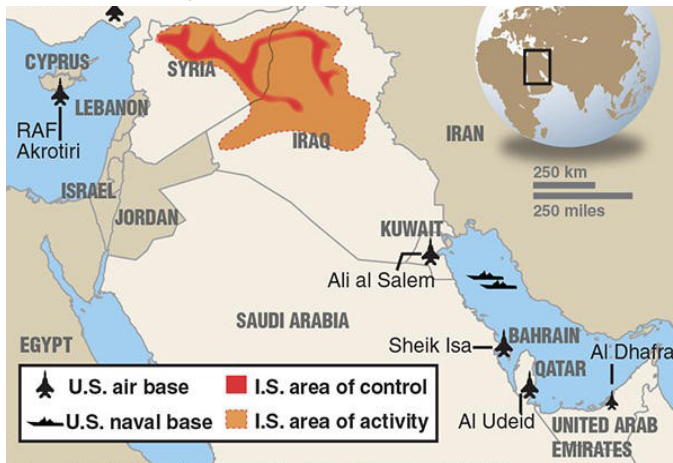 CYPRUS
SYRIA
LEBANON
RAF
Akrotiri
IRAQ
IRAN
ISRAEL
250 km
250 miles
JORDAN
KUWAIT
Ali al Salem
SAUDI ARABIA
EGYPT
Sheik Isa
BAHRAIN
Al Dhafra
QATAR
Al Udeid
UNITED ARAB
EMIRATES
U.S. air base
I.S. area of control
U.S. naval base
I.S. area of activity